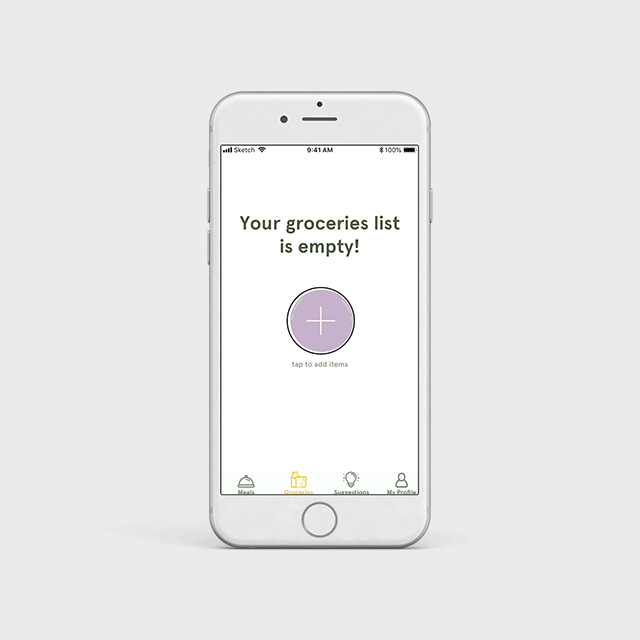 Sketch 9:41 AM 100%
Your groceries list
is empty!
tap to add items
Meals Groceries Suggestions My Profile